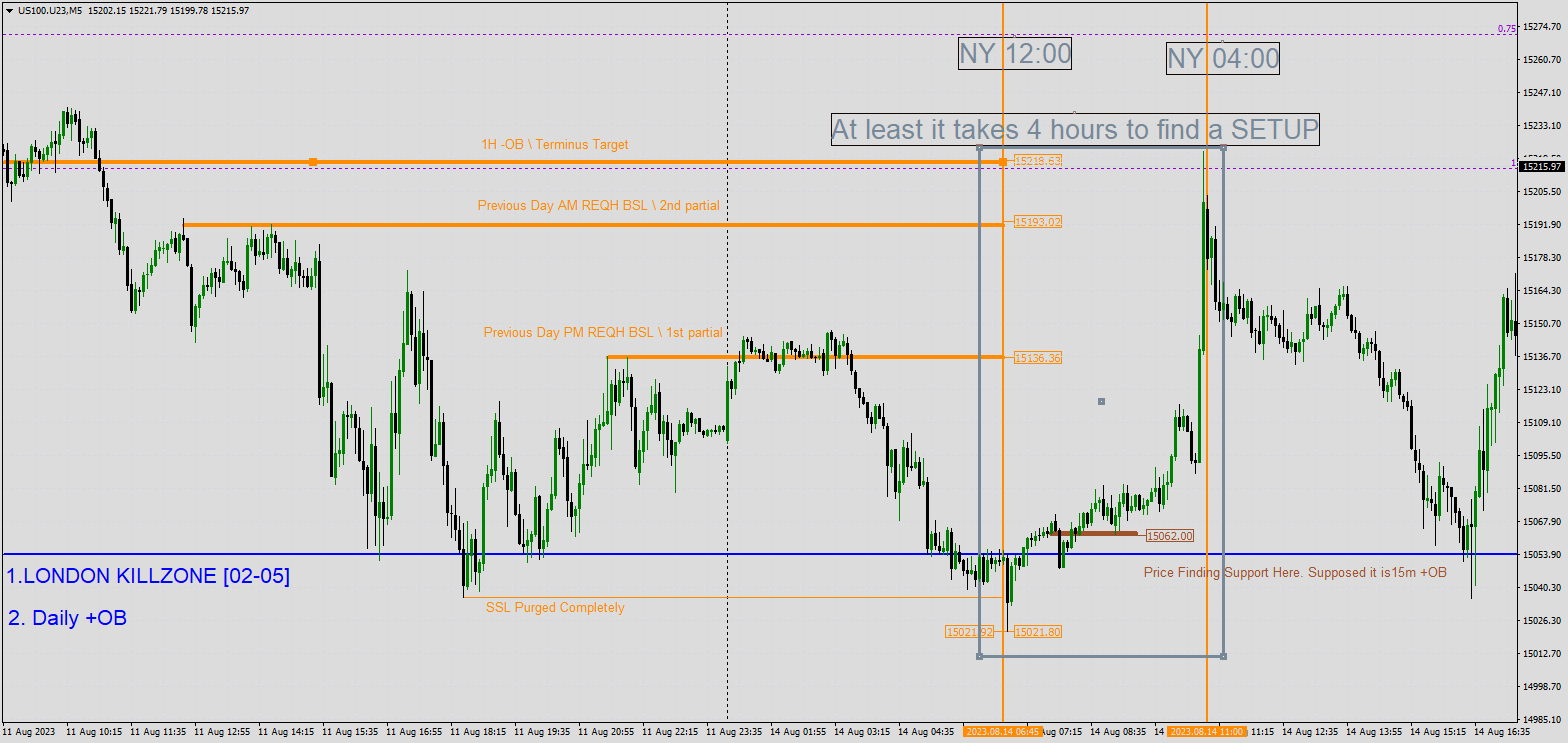 US100.U23,M5 15202.15 15221.79 15199.78 15215.97
15274.70
0.75
NY 12:00
NY 04:00
15260.70
15247.10
At least it takes 4 hours to find a SETUP
15233.10
1H -OB \ Terminus Target
15218.63
1.
15215.97
15205.50
Previous Day AM REQH BSL \ 2nd partial
15193.02
15191.90
15178.30
15164.30
15150.70
Previous Day PM REQH BSL \ 1st partial
15136.36
15136.70
15123.10
15109.10
15095.50
15081.50
15067.90
15062.00
15053.90
1.LONDON KILLZONE [02-05]
Price Finding Support Here. Supposed it is15m +OB
15040.30
SSL Purged Completely
2. Daily +OB
15026.30
15021.92
15021.80
15012.70
14998.70
14985.10
11 Aug 2023 11 Aug 10:15 11 Aug 11:35 11 Aug 12:55 11 Aug 14:15 11 Aug 15:35 11 Aug 16:55 11 Aug 18:15 11 Aug 19:35 11 Aug 20:55 11 Aug 22:15 11 Aug 23:35 14 Aug 02:00 14 Aug 03:25 14 Aug 04:45 2023.08.14 06:45 Aug 07:15 14 Aug 08:35 14 2023.08.14 11:00 11:15 14 Aug 12:35 14 Aug 13:55 14 Aug 15:15 14 Aug 16:35